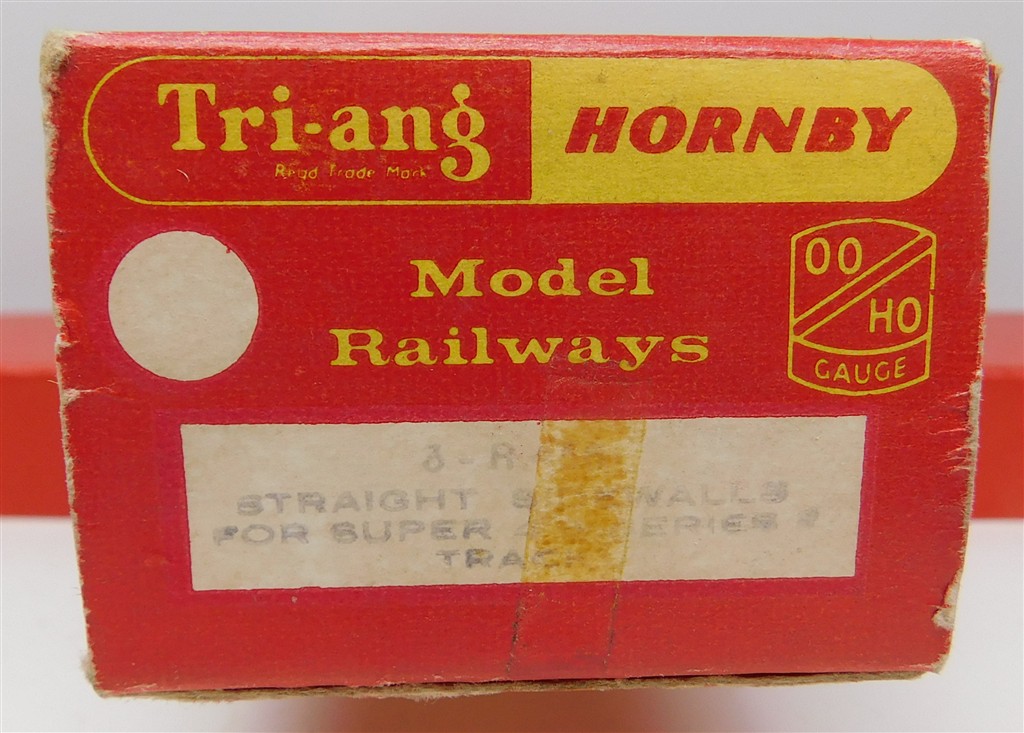 Tri-ang HORNBY
Regd Trade Mark
Model
Railways
OO
HO
GAUGE
STRAIGHT
FOR SUPER